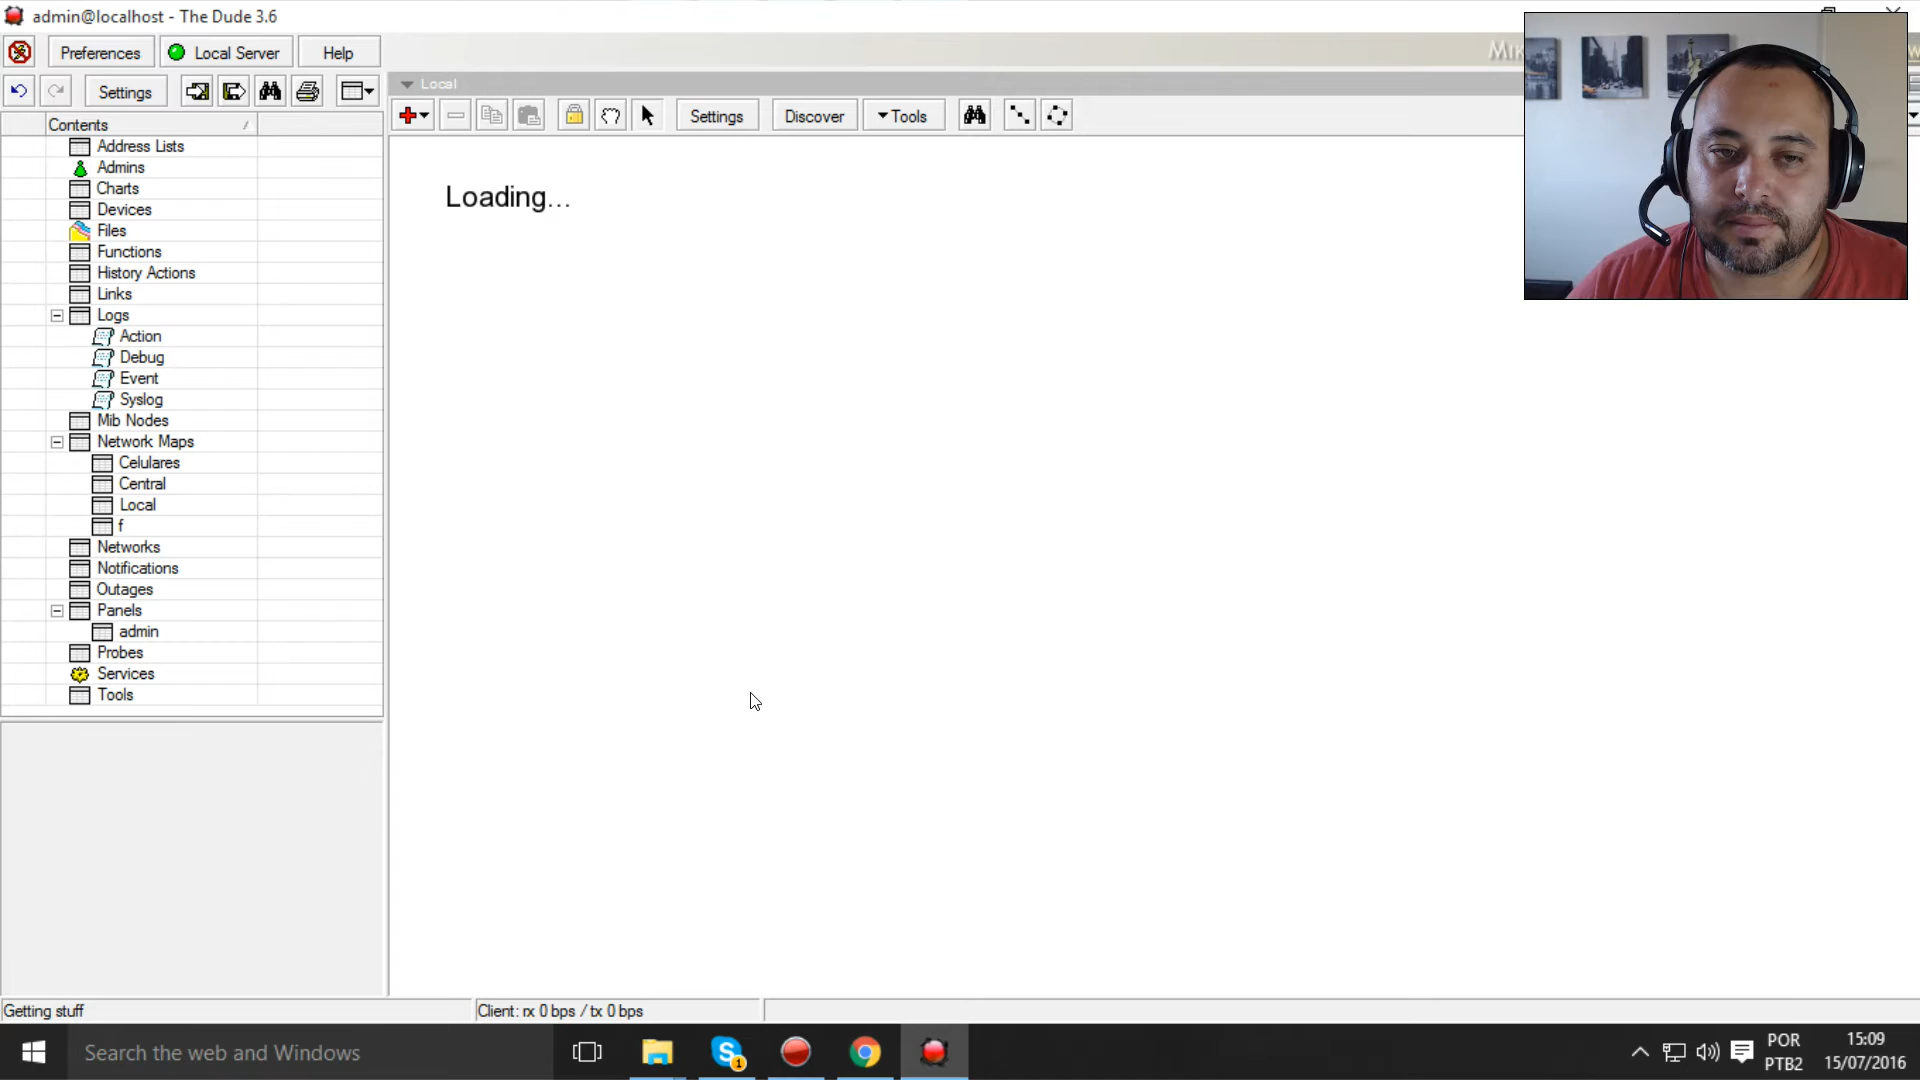 admin@localhost - The Dude 3.6
Preferences
Local Server
Help
Settings
Contents
Address Lists
Admins
Charts
Devices
Files
Functions
History Actions
Links
Logs
Action
Debug
Event
Syslog
Mib Nodes
Network Maps
Celulares
Central
Local
f
Networks
Notifications
Outages
Panels
admin
Probes
Services
Tools
Local
Settings
Discover
Tools
Loading...
Getting stuff
Client: rx 0 bps / tx 0 bps
Search the web and Windows
1
POR
PTB2
15:09
15/07/2016